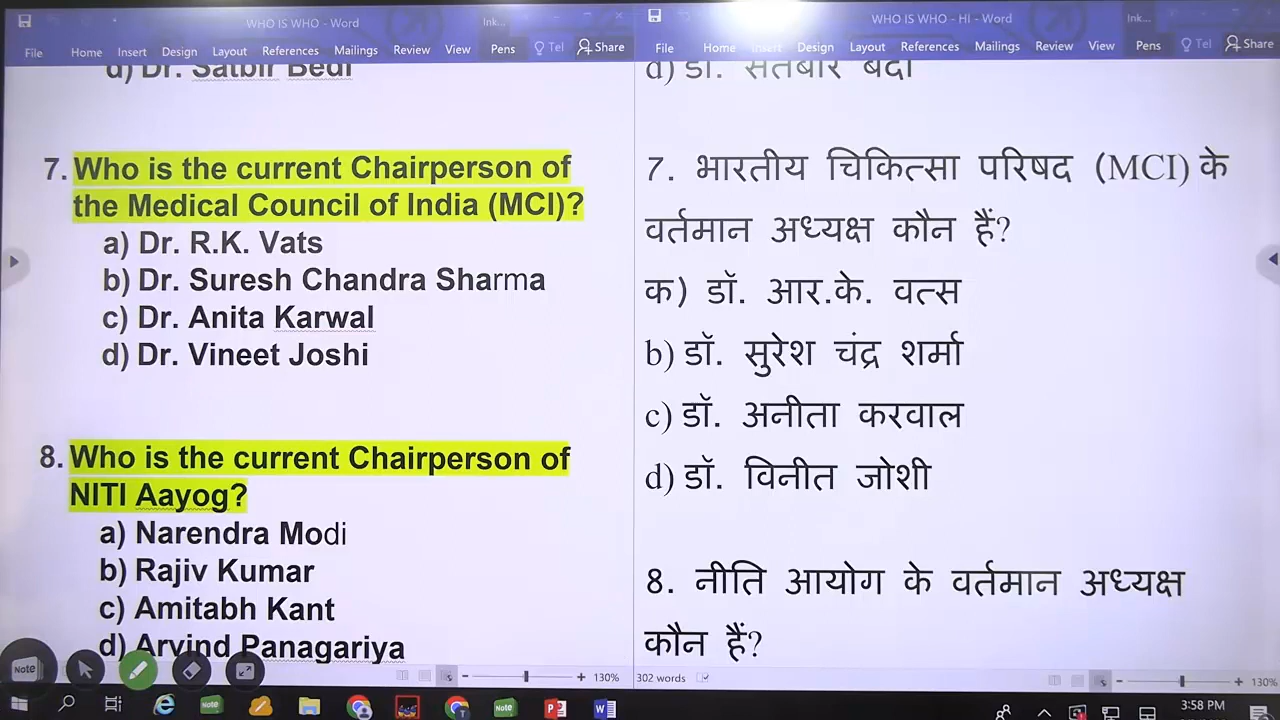 WHO IS WHO - Word
Ink...
File Home Insert Design Layout References Mailings Review View Pens Tel Share
d) Dr. Satbir Bedi
7. Who is the current Chairperson of
the Medical Council of India (MCI)?
a) Dr. R.K. Vats
b) Dr. Suresh Chandra Sharma
c) Dr. Anita Karwal
d) Dr. Vineet Joshi
8. Who is the current Chairperson of
NITI Aayog?
a) Narendra Modi
b) Rajiv Kumar
c) Amitabh Kant
d) Arvind Panagariya
130%
WHO IS WHO - HI - Word
Ink...
File Home Insert Design Layout References Mailings Review View Pens Tel Share
d) डॉ. सतबीर बेदी
7. भारतीय चिकित्सा परिषद (MCI) के
वर्तमान अध्यक्ष कौन हैं?
क) डॉ. आर.के. वत्स
b) डॉ. सुरेश चंद्र शर्मा
c) डॉ. अनीता करवाल
d) डॉ. विनीत जोशी
8. नीति आयोग के वर्तमान अध्यक्ष
कौन हैं?
302 words
130%
Note
Note
Note
3:58 PM